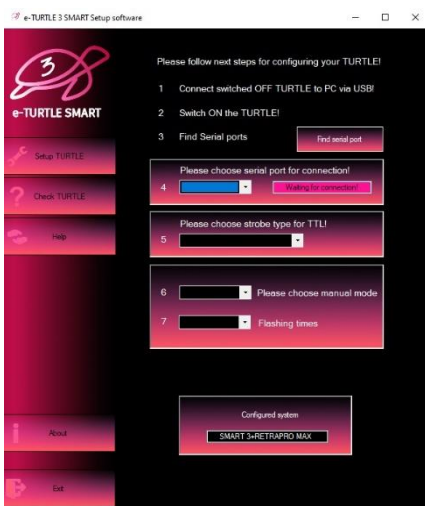 e-TURTLE 3 SMART Setup software
3
e-TURTLE SMART
Setup TURTLE
Check TURTLE
Help
About
Exit
Please follow next steps for configuring your TURTLE!
1 Connect switched OFF TURTLE to PC via USB!
2 Switch ON the TURTLE!
3 Find Serial ports
Find serial port
Please choose serial port for connection!
4 Waiting for connection!
Please choose strobe type for TTL!
5
6 Please choose manual mode
7 Flashing times
Configured system
SMART 3+RETRAPRO MAX